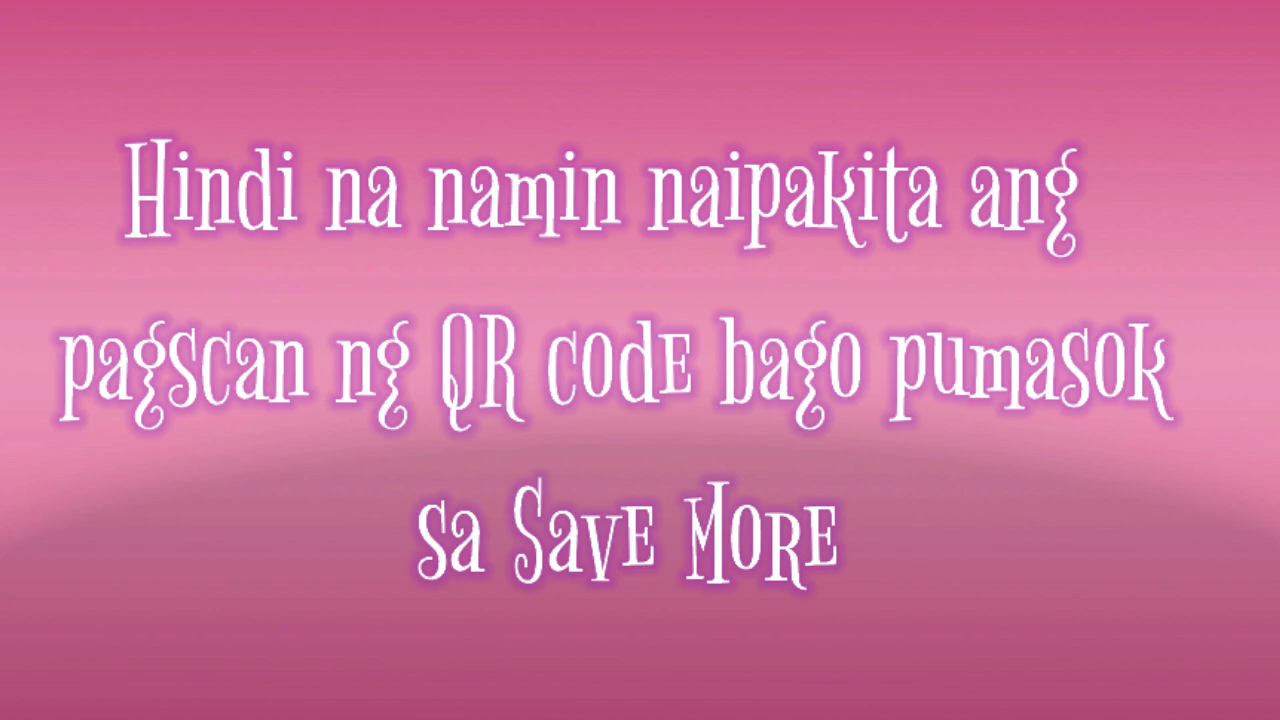 Hindi na namin naipakita ang
pagscan ng QR code bago pumasok
sa Save More